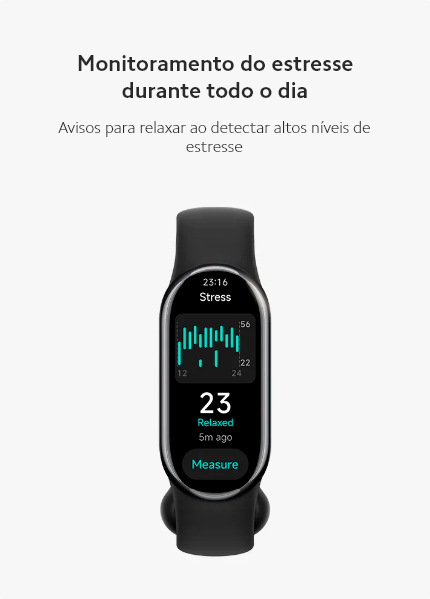 Monitoramento do estresse
durante todo o dia
Avisos para relaxar ao detectar altos níveis de
estresse
23:16
Stress
56
22
12 24
23
Relaxed
5m ago
Measure